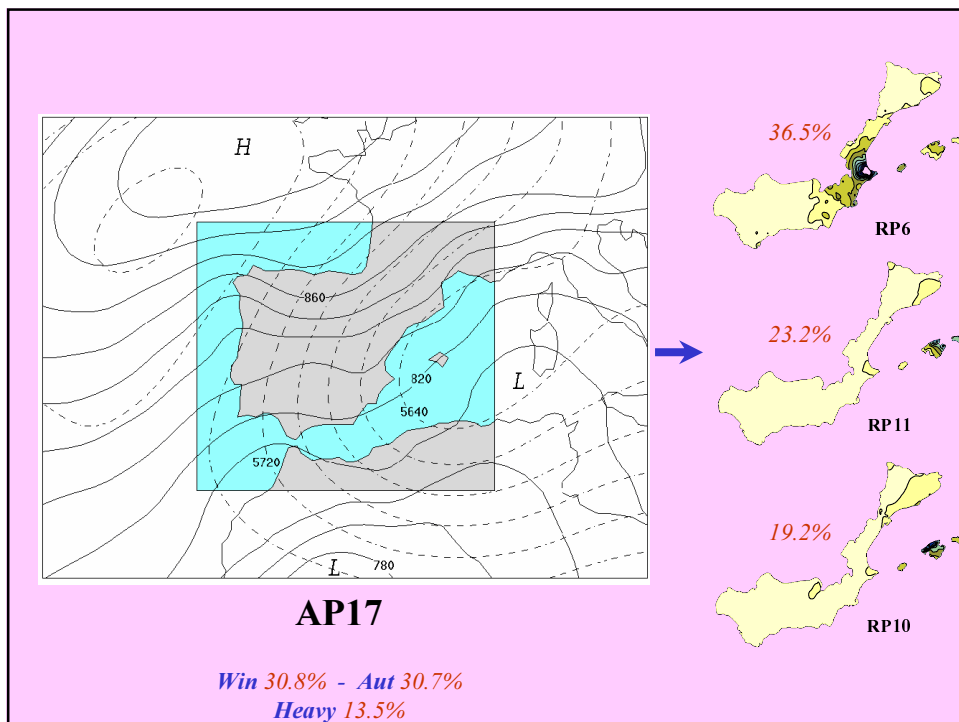 H
36.5%
RP6
860
23.2%
820
L
5640
RP11
5720
19.2%
L 780
AP17
RP10
Win 30.8% - Aut 30.7%
Heavy 13.5%